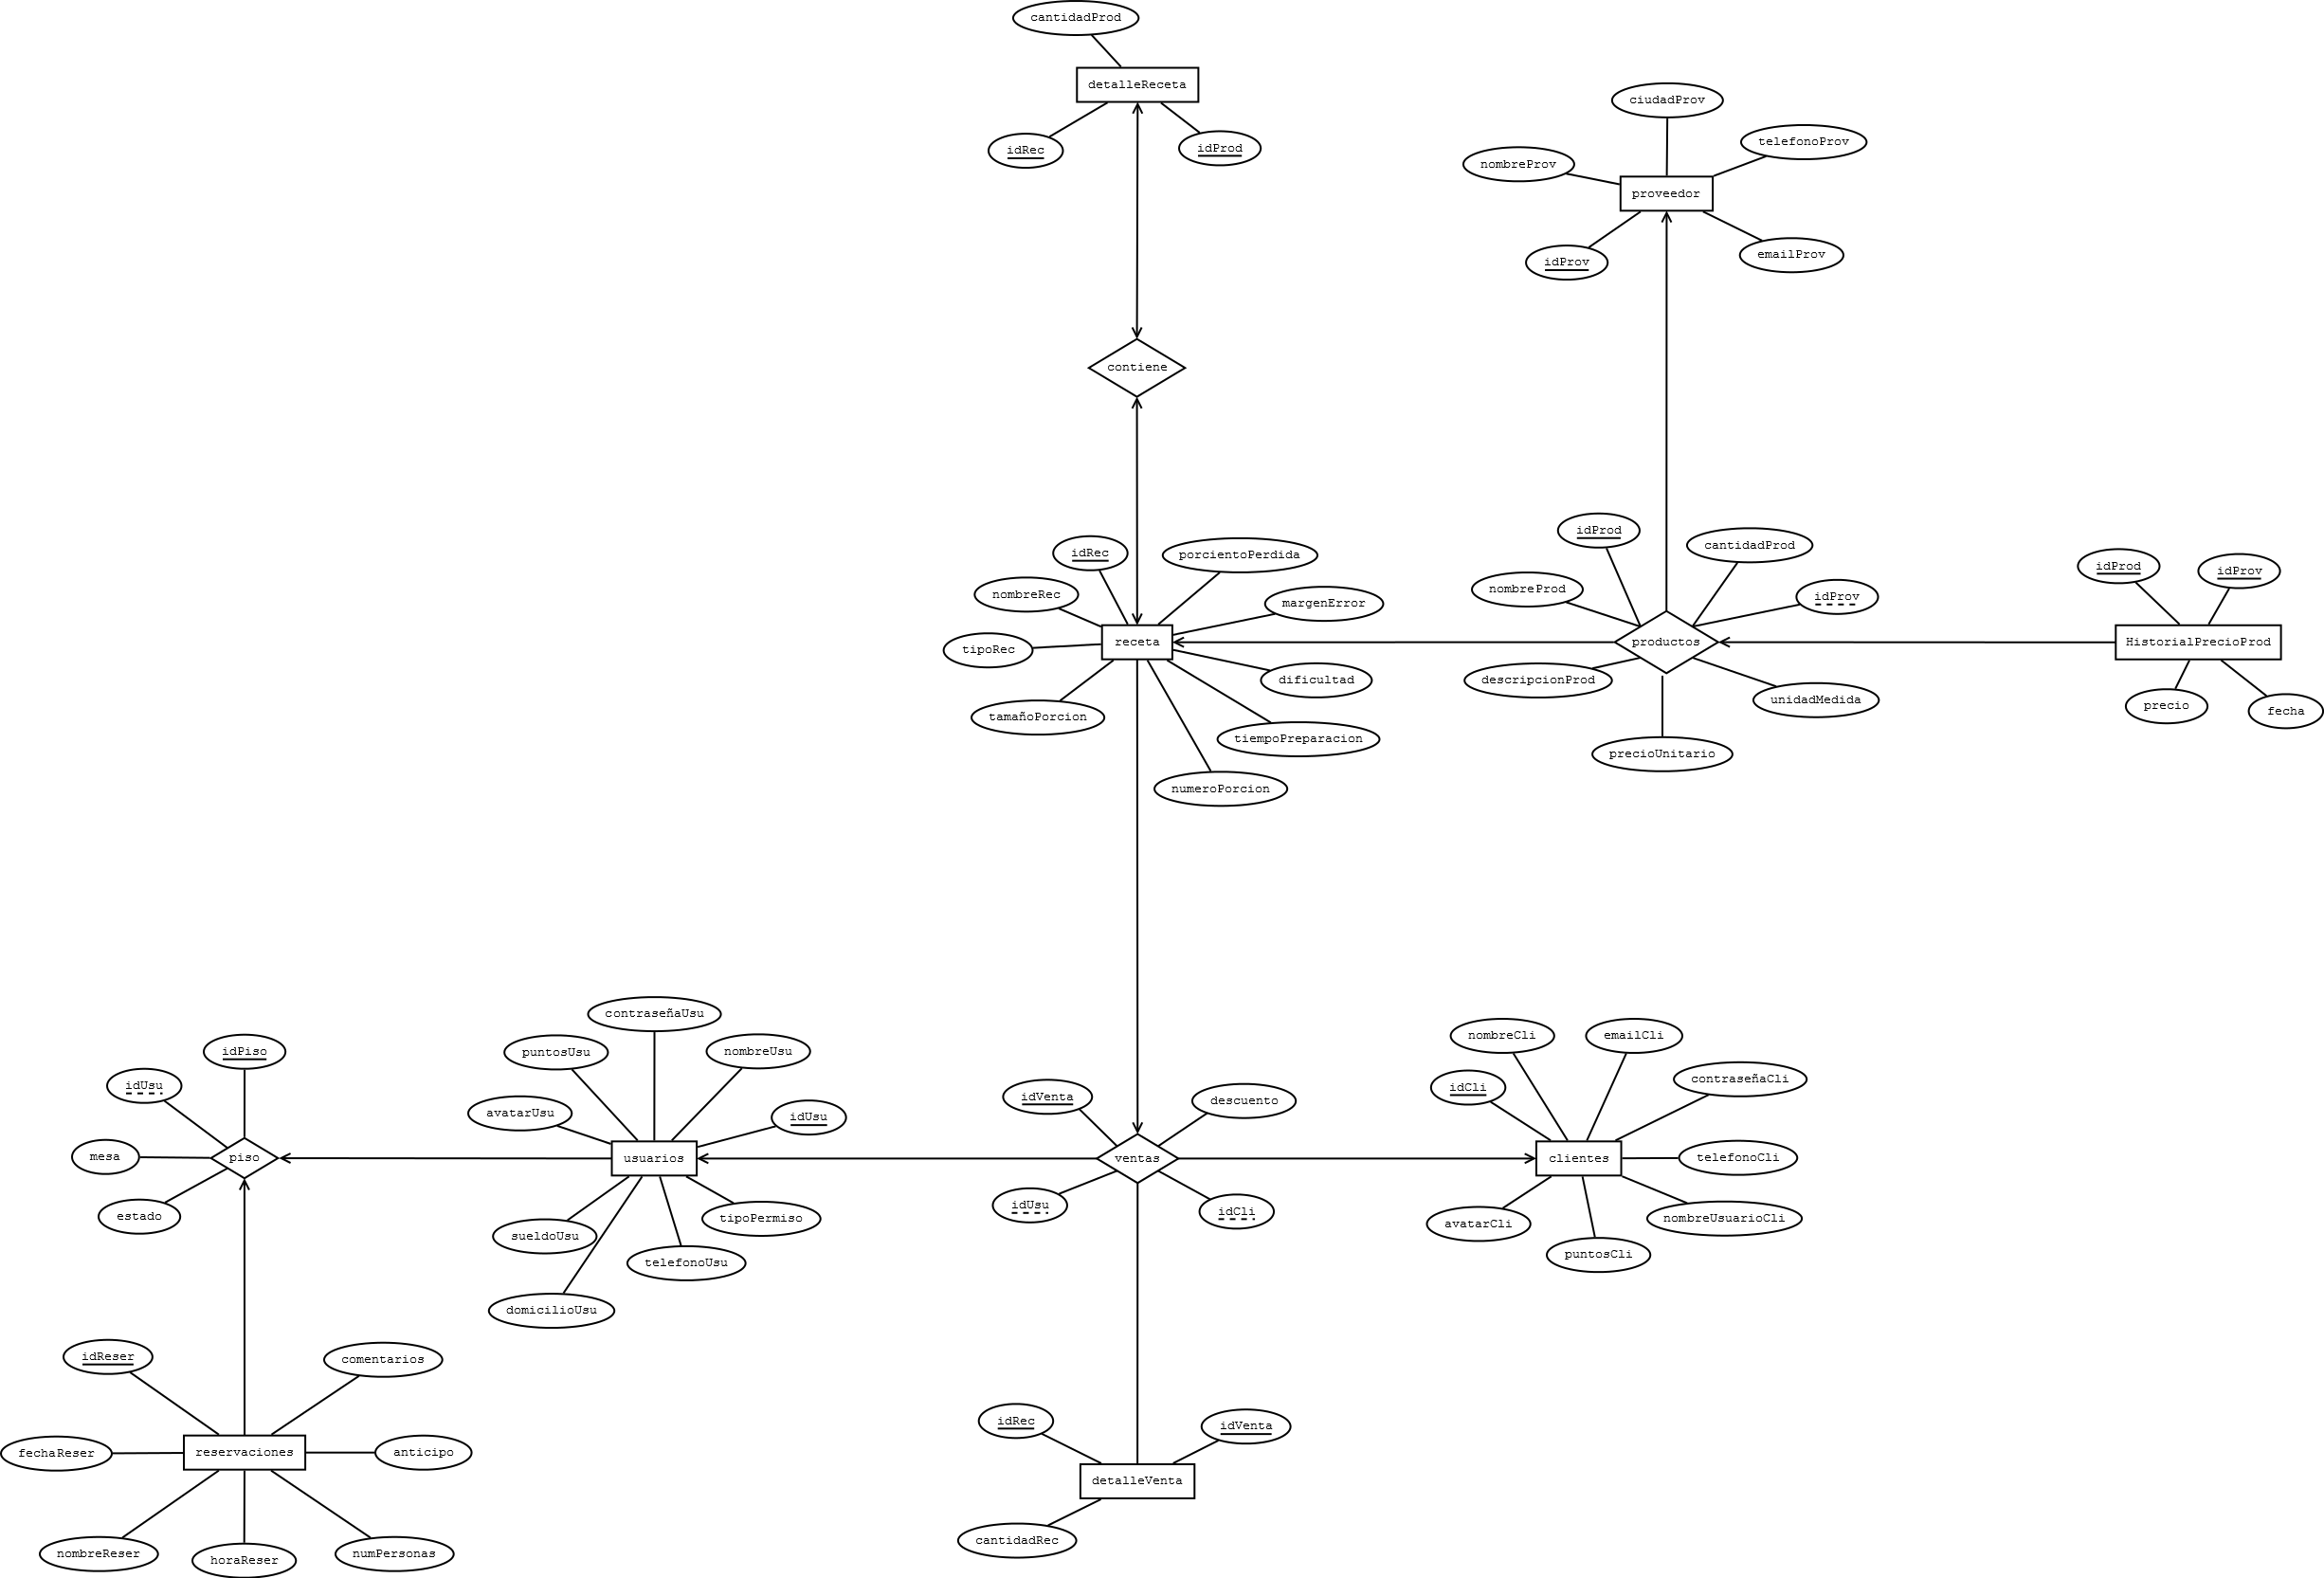 cantidadProd
detalleReceta
idRec
idProd
ciudadProv
telefonoProv
nombreProv
proveedor
idProv
emailProv
contiene
idRec
porcientoPerdida
nombreRec
margenError
tipoRec
receta
dificultad
tamañoPorcion
tiempoPreparacion
numeroPorcion
idProd
cantidadProd
nombreProd
idProv
productos
descripcionProd
unidadMedida
precioUnitario
idProd
idProv
HistorialPrecioProd
precio
fecha
idPiso
idUsu
mesa
piso
estado
contraseñaUsu
puntosUsu
nombreUsu
avatarUsu
idUsu
usuarios
sueldoUsu
tipoPermiso
telefonoUsu
domicilioUsu
idVenta
descuento
ventas
idUsu
idCli
nombreCli
emailCli
idCli
contraseñaCli
clientes
telefonoCli
avatarCli
nombreUsuarioCli
puntosCli
idReser
comentarios
fechaReser
reservaciones
anticipo
nombreReser
horaReser
numPersonas
idRec
idVenta
detalleVenta
cantidadRec